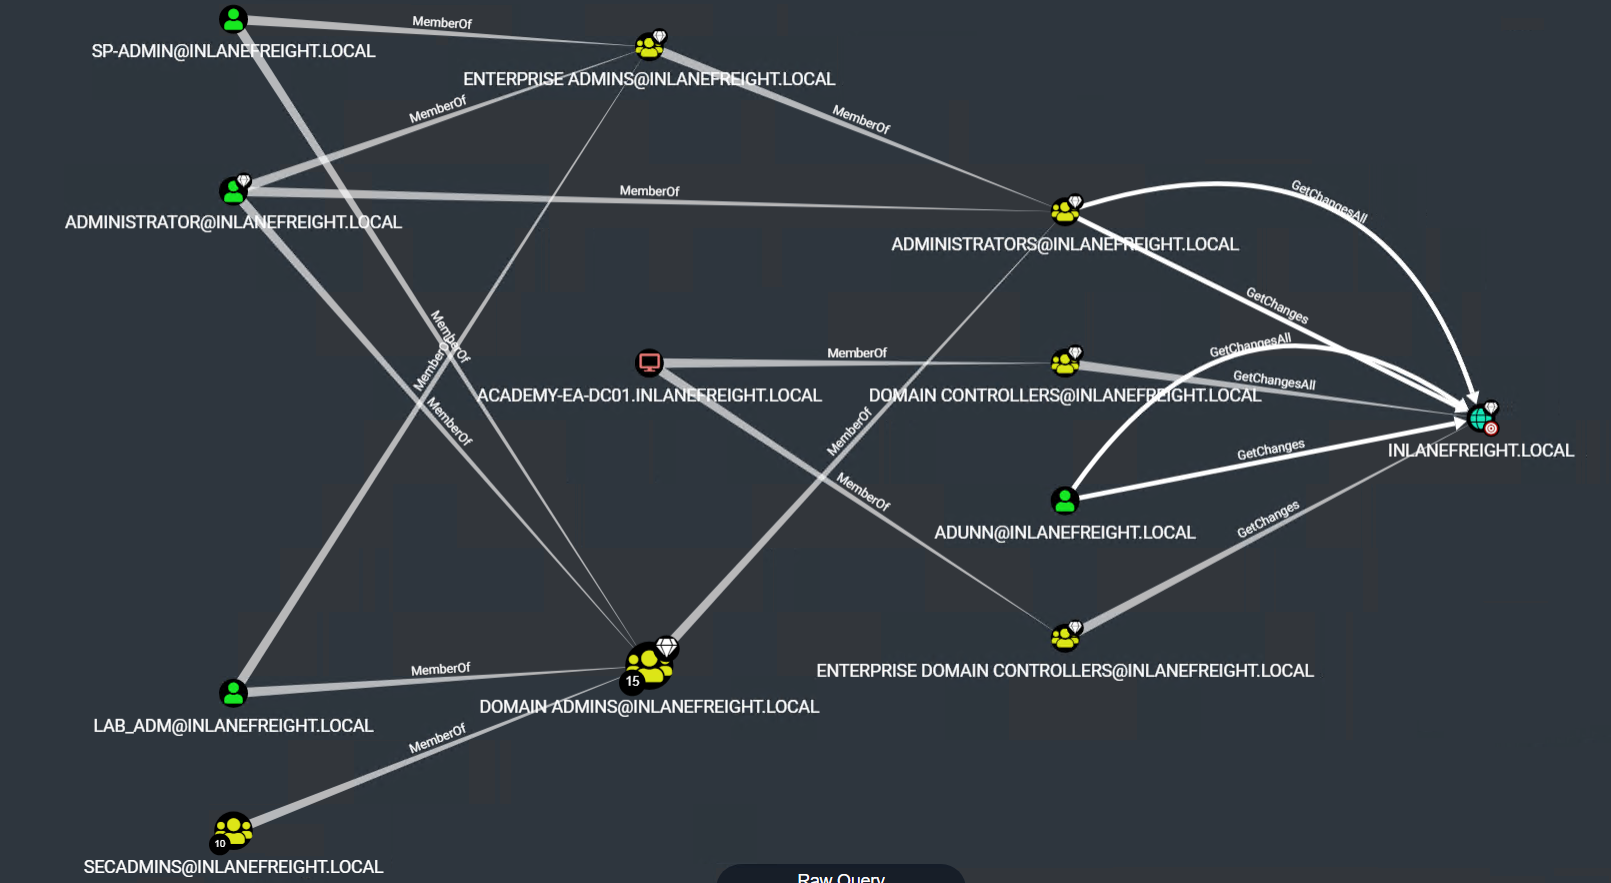 SP-ADMIN@INLANEFREIGHT.LOCAL
MemberOf
ENTERPRISE ADMINS@INLANEFREIGHT.LOCAL
MemberOf
MemberOf
ADMINISTRATOR@INLANEFREIGHT.LOCAL
MemberOf
GetChangesAll
ADMINISTRATORS@INLANEFREIGHT.LOCAL
GetChanges
MemberOf
MemberOf
MemberOf
GetChangesAll
ACADEMY-EA-DC01.INLANEFREIGHT.LOCAL
MemberOf
DOMAIN CONTROLLERS@INLANEFREIGHT.LOCAL
GetChangesAll
MemberOf
MemberOf
GetChanges
INLANEFREIGHT.LOCAL
MemberOf
ADUNN@INLANEFREIGHT.LOCAL
GetChanges
LAB_ADM@INLANEFREIGHT.LOCAL
MemberOf
15
DOMAIN ADMINS@INLANEFREIGHT.LOCAL
ENTERPRISE DOMAIN CONTROLLERS@INLANEFREIGHT.LOCAL
MemberOf
10
SECADMINS@INLANEFREIGHT.LOCAL
Raw Query